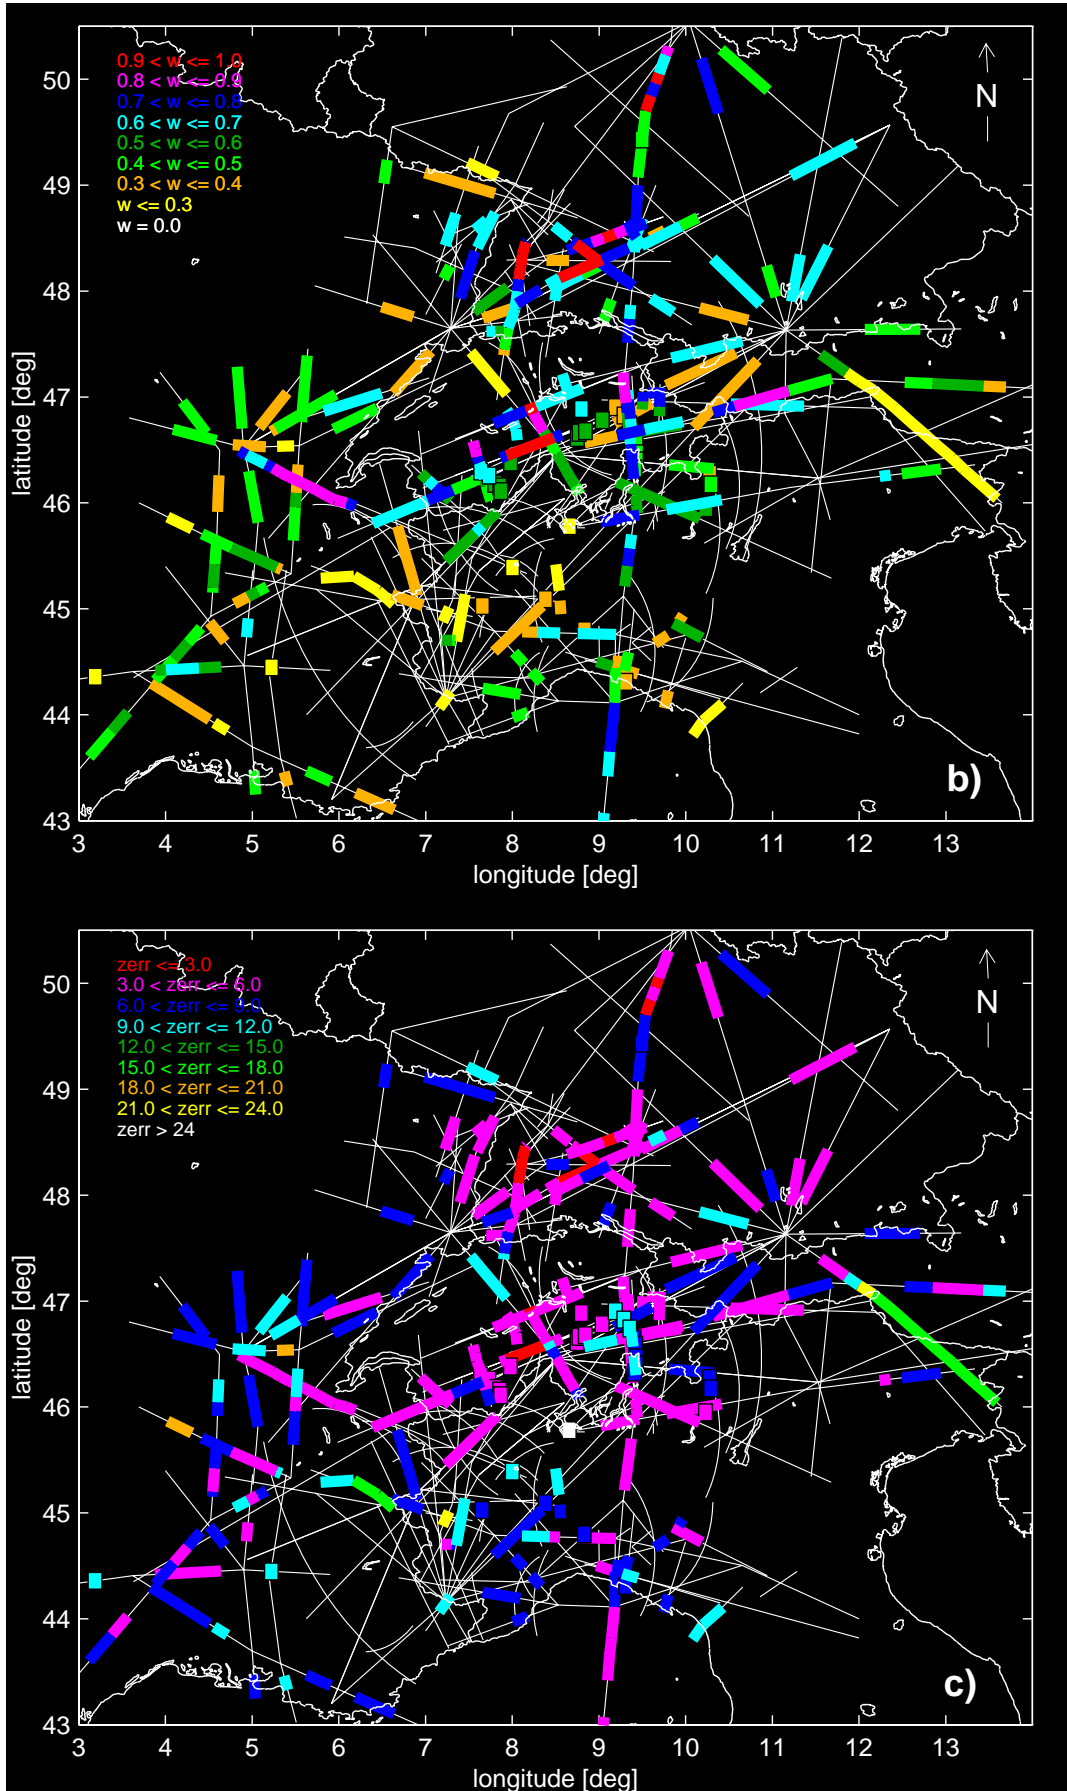 0.9 < w <= 1.0
0.8 < w <= 0.9
0.7 < w <= 0.8
0.6 < w <= 0.7
0.5 < w <= 0.6
0.4 < w <= 0.5
0.3 < w <= 0.4
w <= 0.3
w = 0.0
N
50
49
48
47
46
45
44
43
latitude [deg]
b)
3 4 5 6 7 8 9 10 11 12 13
longitude [deg]
zerr <= 3.0
3.0 < zerr <= 6.0
6.0 < zerr <= 9.0
9.0 < zerr <= 12.0
12.0 < zerr <= 15.0
15.0 < zerr <= 18.0
18.0 < zerr <= 21.0
21.0 < zerr <= 24.0
zerr > 24
N
50
49
48
47
46
45
44
43
latitude [deg]
c)
3 4 5 6 7 8 9 10 11 12 13
longitude [deg]